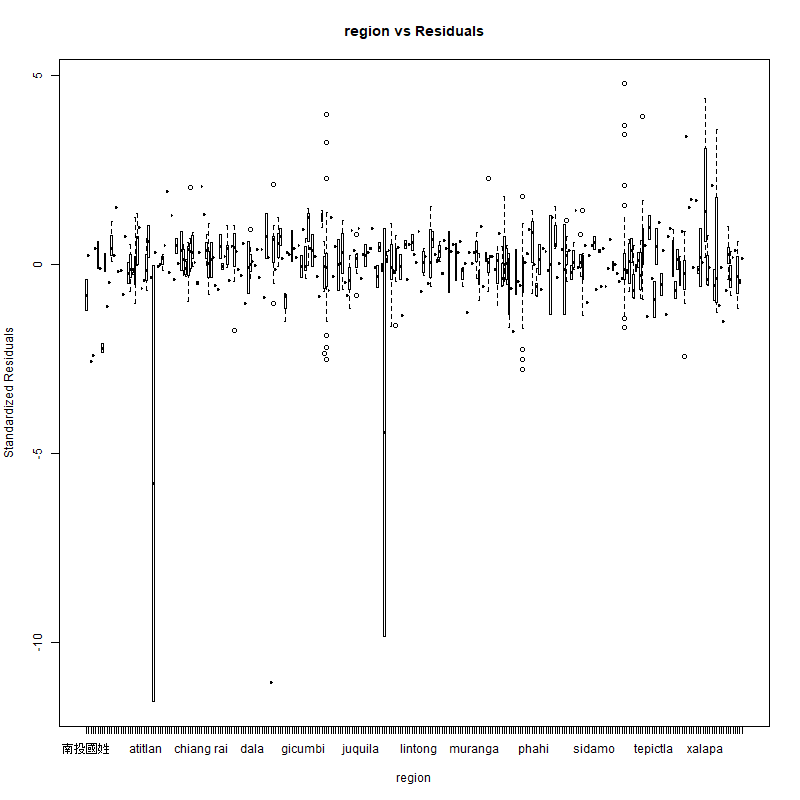 region vs Residuals
5
0
-5
-10
Standardized Residuals
南投國姓 atitlan chiang rai dala gicumbi juquila lintong muranga phahi sidamo tepictla xalapa
region